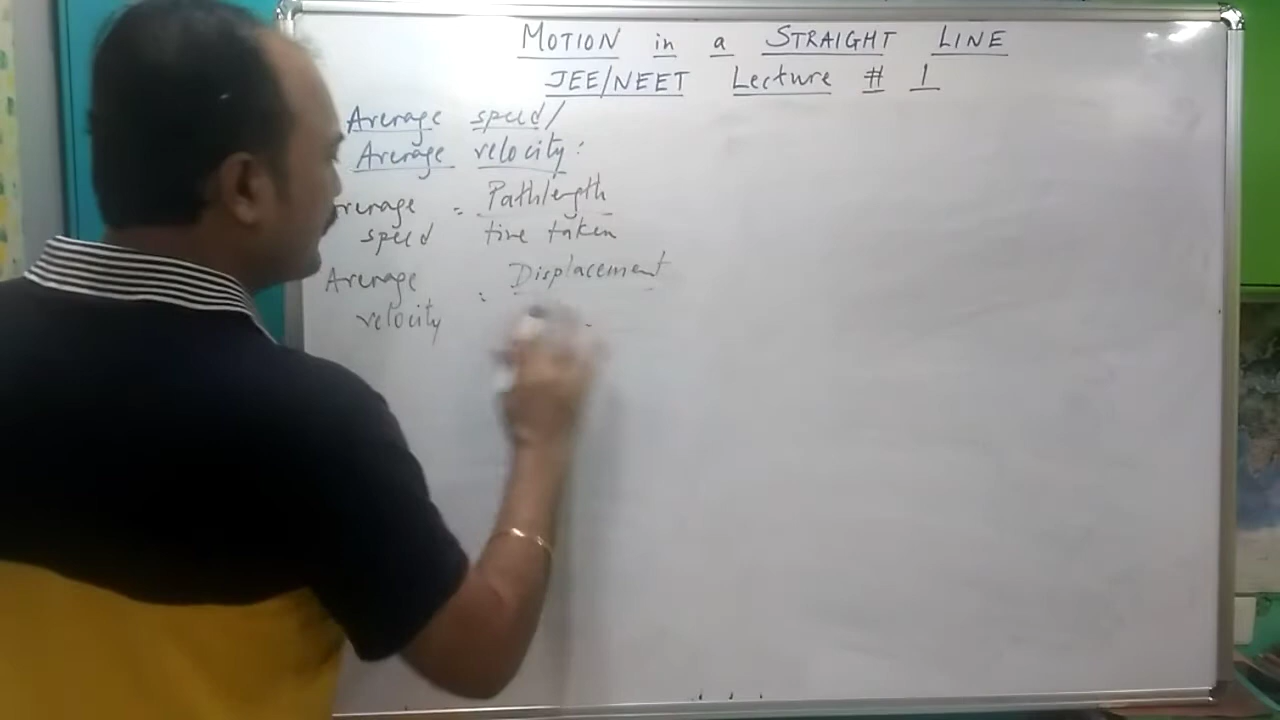 MOTION in a STRAIGHT LINE
JEE/NEET Lecture # 1
Average speed/
Average velocity:
Average = Pathlength
speed time taken
Average = Displacement
velocity